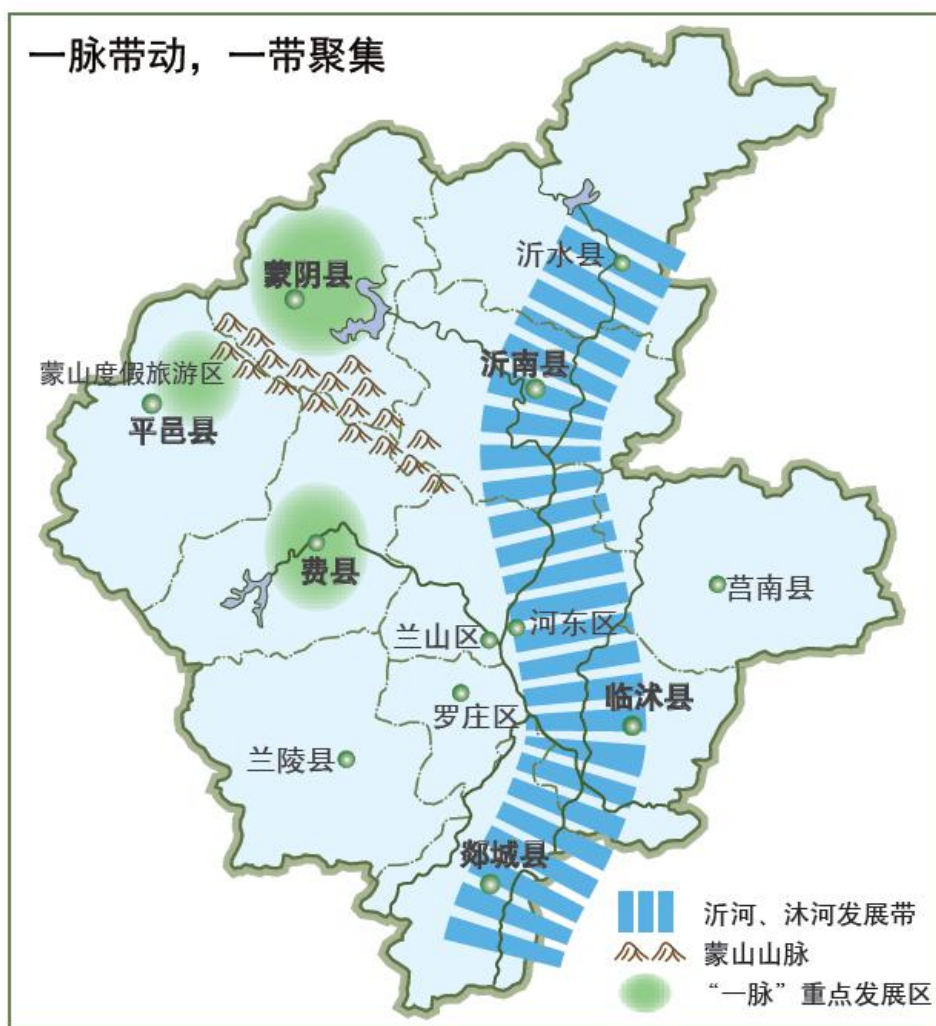 一脉带动，一带聚集
沂水县
蒙阴县
沂南县
蒙山度假旅游区
平邑县
费县
莒南县
兰山区
河东区
临沭县
罗庄区
兰陵县
郯城县
沂河、沭河发展带
蒙山山脉
“一脉”重点发展区